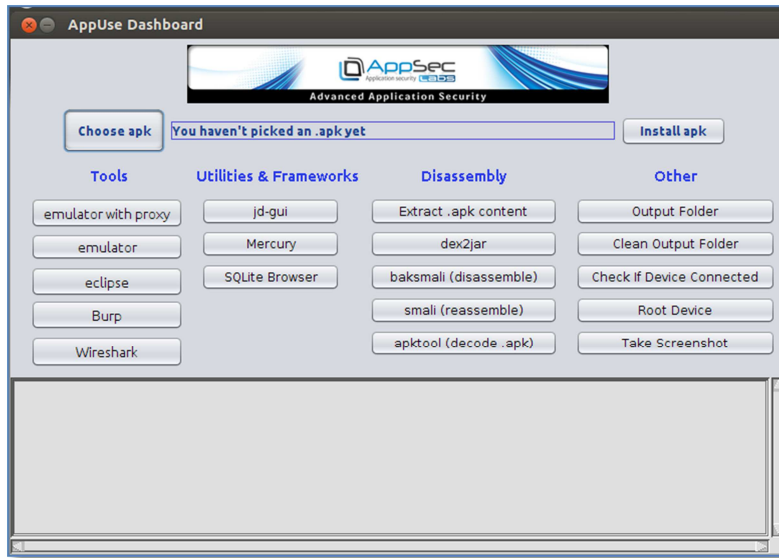 AppUse Dashboard
AppSec
Application security LABS
Advanced Application Security
Choose apk
You haven't picked an .apk yet
Install apk
Tools
Utilities & Frameworks
Disassembly
Other
emulator with proxy
jd-gui
Extract .apk content
Output Folder
emulator
Mercury
dex2jar
Clean Output Folder
eclipse
SQLite Browser
baksmali (disassemble)
Check If Device Connected
Burp
smali (reassemble)
Root Device
Wireshark
apktool (decode .apk)
Take Screenshot